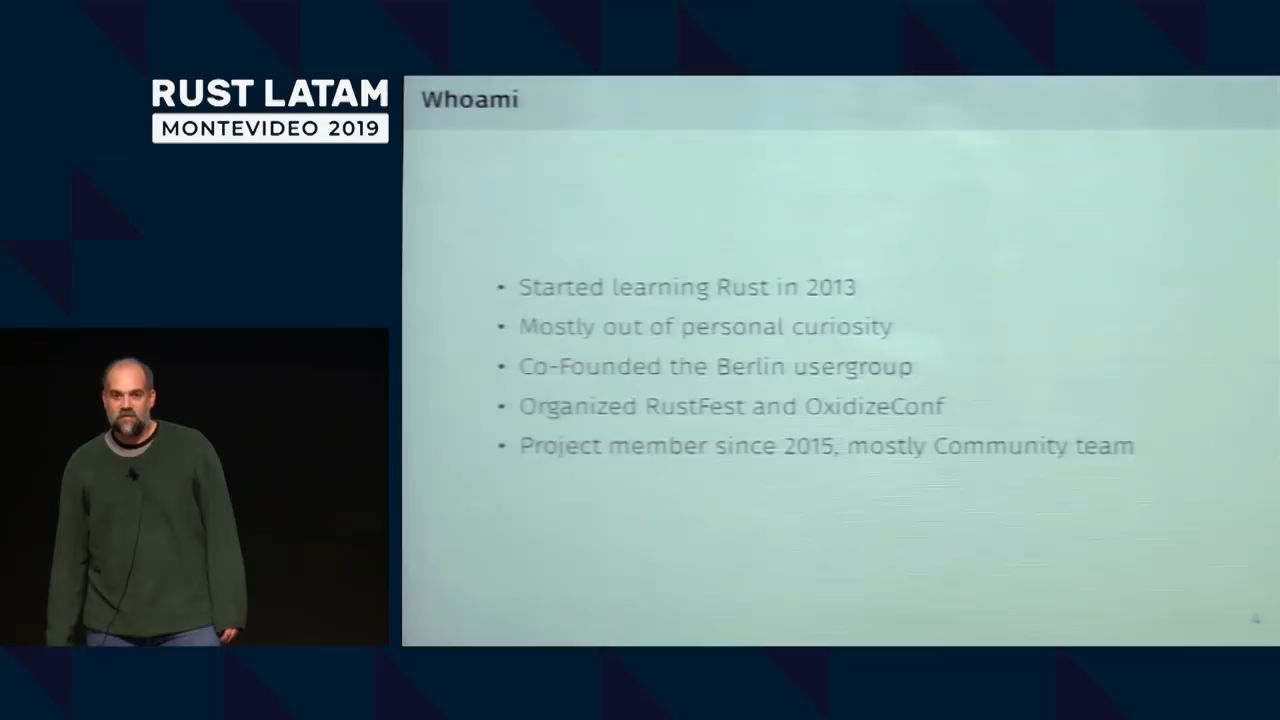 RUST LATAM
MONTEVIDEO 2019
Whoami
• Started learning Rust in 2013
• Mostly out of personal curiosity
• Co-Founded the Berlin usergroup
• Organized RustFest and OxidizeConf
• Project member since 2015, mostly Community team
4